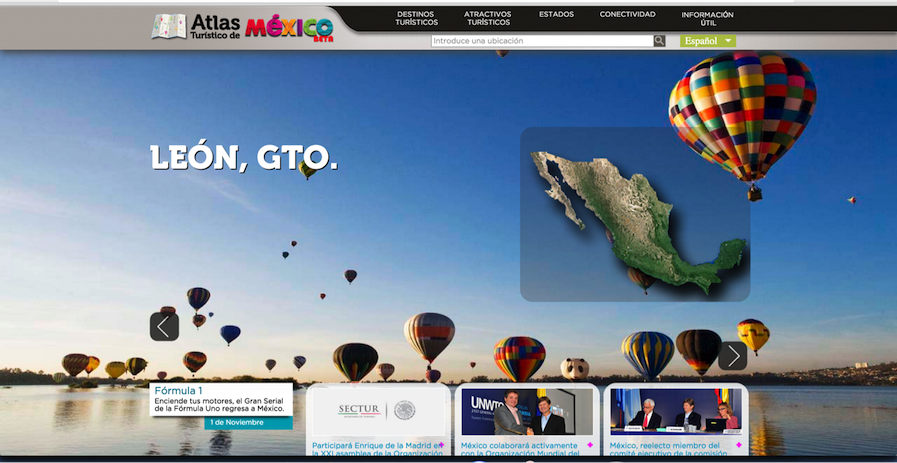 Atlas
Turístico de
México
BETA
DESTINOS
TURÍSTICOS
ATRACTIVOS
TURÍSTICOS
ESTADOS
CONECTIVIDAD
INFORMACIÓN
ÚTIL
Introduce una ubicación
Español
LEÓN, GTO.
Fórmula 1
Enciende tus motores, el Gran Serial
de la Fórmula Uno regresa a México.
1 de Noviembre
SECTUR
Participará Enrique de la Madrid en
la XXI asamblea de la Organización
UNWTO
México colaborará activamente
con la Organización Mundial del
México, reelecto miembro del
comité ejecutivo de la comisión